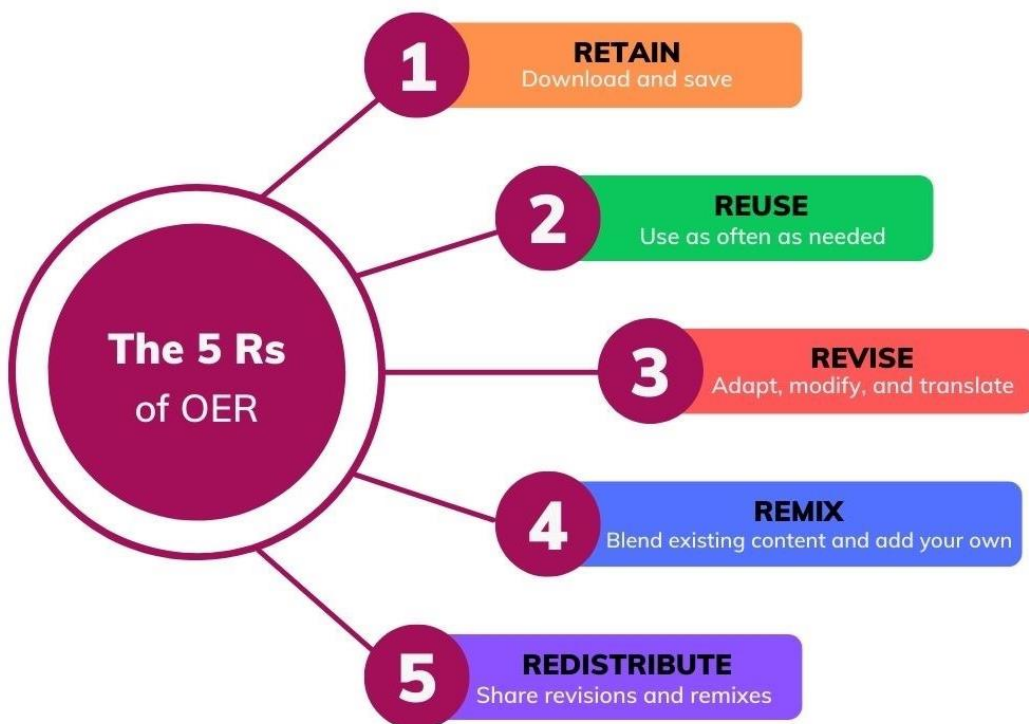 The 5 Rs
of OER
1
RETAIN
Download and save
2
REUSE
Use as often as needed
3
REVISE
Adapt, modify, and translate
4
REMIX
Blend existing content and add your own
5
REDISTRIBUTE
Share revisions and remixes